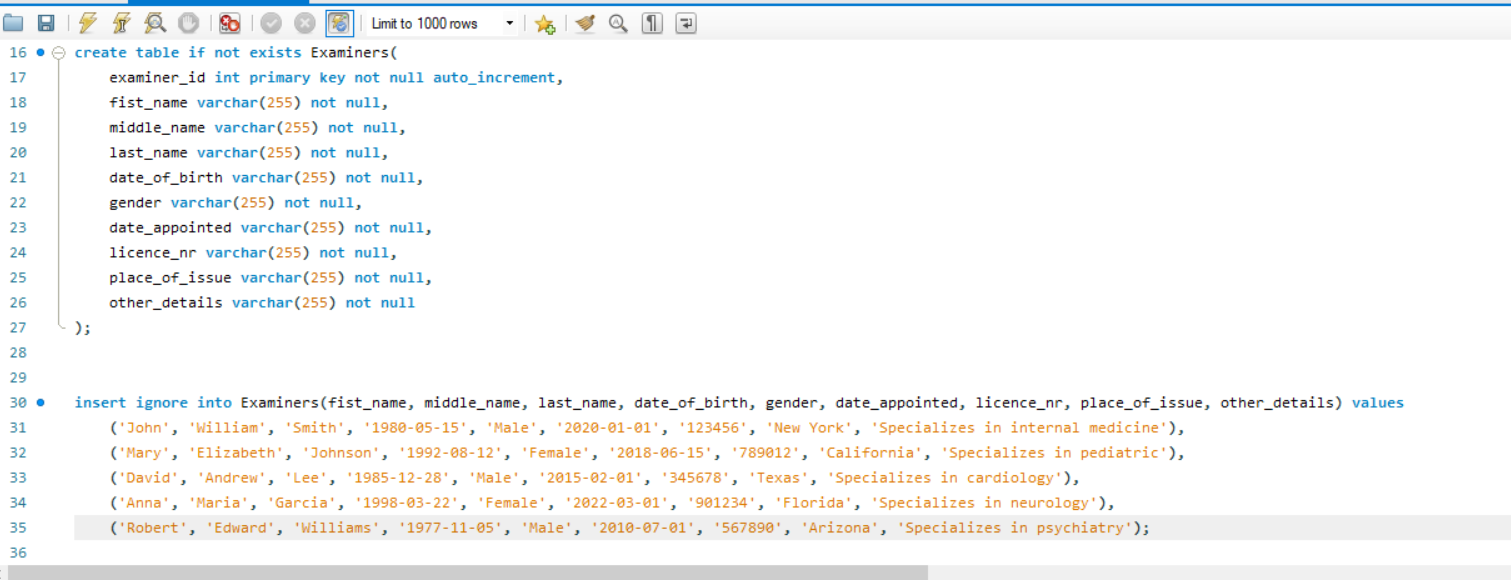 Limit to 1000 rows
16 create table if not exists Examiners(
17 examiner_id int primary key not null auto_increment,
18 fist_name varchar(255) not null,
19 middle_name varchar(255) not null,
20 last_name varchar(255) not null,
21 date_of_birth varchar(255) not null,
22 gender varchar(255) not null,
23 date_appointed varchar(255) not null,
24 licence_nr varchar(255) not null,
25 place_of_issue varchar(255) not null,
26 other_details varchar(255) not null
27 );
28
29
30 insert ignore into Examiners(fist_name, middle_name, last_name, date_of_birth, gender, date_appointed, licence_nr, place_of_issue, other_details) values
31 ('John', 'William', 'Smith', '1980-05-15', 'Male', '2020-01-01', '123456', 'New York', 'Specializes in internal medicine'),
32 ('Mary', 'Elizabeth', 'Johnson', '1992-08-12', 'Female', '2018-06-15', '789012', 'California', 'Specializes in pediatric'),
33 ('David', 'Andrew', 'Lee', '1985-12-28', 'Male', '2015-02-01', '345678', 'Texas', 'Specializes in cardiology'),
34 ('Anna', 'Maria', 'Garcia', '1998-03-22', 'Female', '2022-03-01', '901234', 'Florida', 'Specializes in neurology'),
35 ('Robert', 'Edward', 'Williams', '1977-11-05', 'Male', '2010-07-01', '567890', 'Arizona', 'Specializes in psychiatry');
36